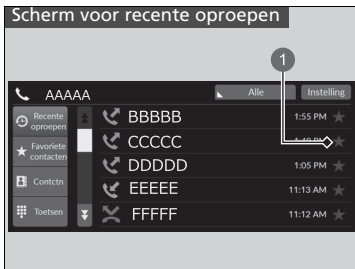 Scherm voor recente oproepen
1
AAAAA
Alle
Instelling
Recente
oproepen
Favoriete
contacten
Contctn
Toetsen
BBBBB 1:55 PM
CCCCC
DDDDD 1:05 PM
EEEEE 11:13 AM
FFFFF 11:12 AM